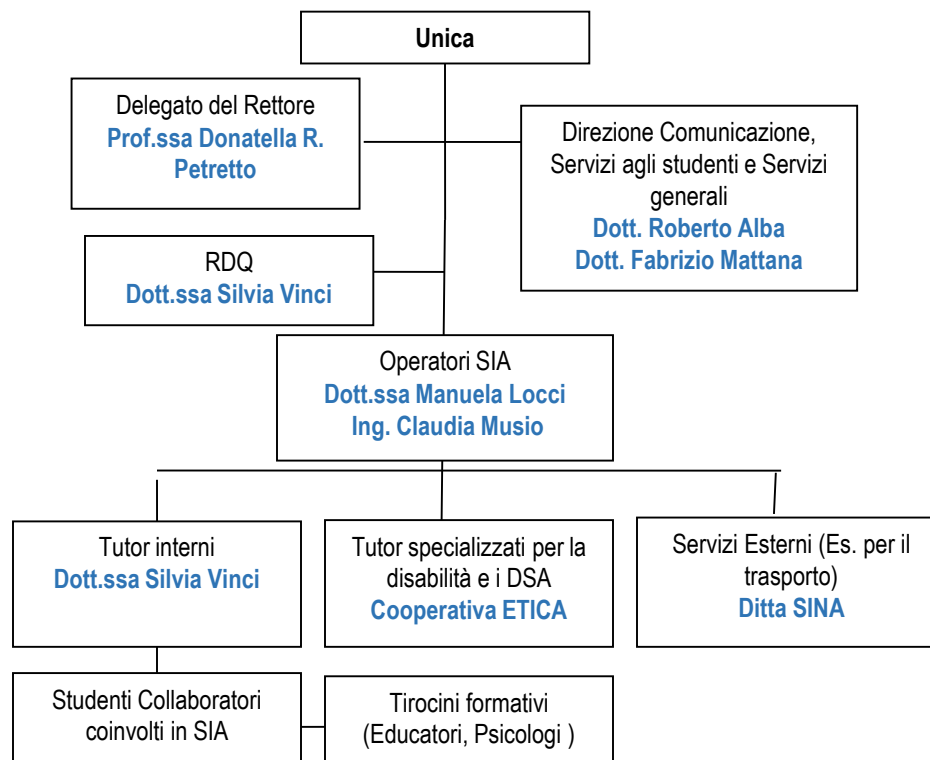 Unica
Delegato del Rettore
Prof.ssa Donatella R.
Petretto
Direzione Comunicazione,
Servizi agli studenti e Servizi
generali
Dott. Roberto Alba
Dott. Fabrizio Mattana
RDQ
Dott.ssa Silvia Vinci
Operatori SIA
Dott.ssa Manuela Locci
Ing. Claudia Musio
Tutor interni
Dott.ssa Silvia Vinci
Tutor specializzati per la
disabilità e i DSA
Cooperativa ETICA
Servizi Esterni (Es. per il
trasporto)
Ditta SINA
Studenti Collaboratori
coinvolti in SIA
Tirocini formativi
(Educatori, Psicologi )